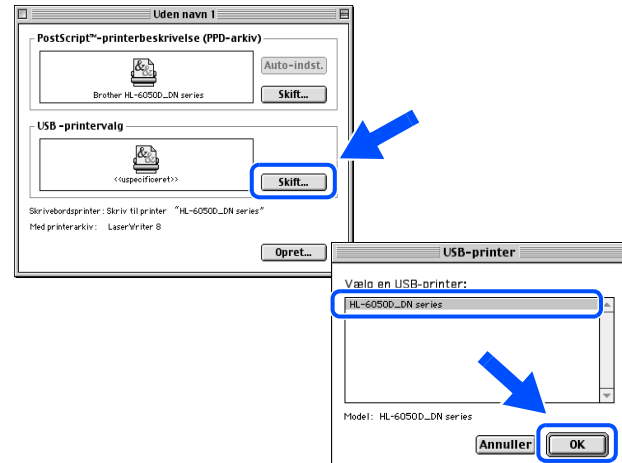 Uden navn 1
PostScript™-printerbeskrivelse (PPD-arkiv)
Auto-indst.
Brother HL-6050D_DN series
Skift...
USB -printervalg
<<uspecificeret>>
Skift...
Skrivebordsprinter: Skriv til printer "HL-6050D_DN series"
Med printerarkiv: LaserWriter 8
Opret...
USB-printer
Vælg en USB-printer:
HL-6050D_DN series
Model: HL-6050D_DN series
Annuller OK